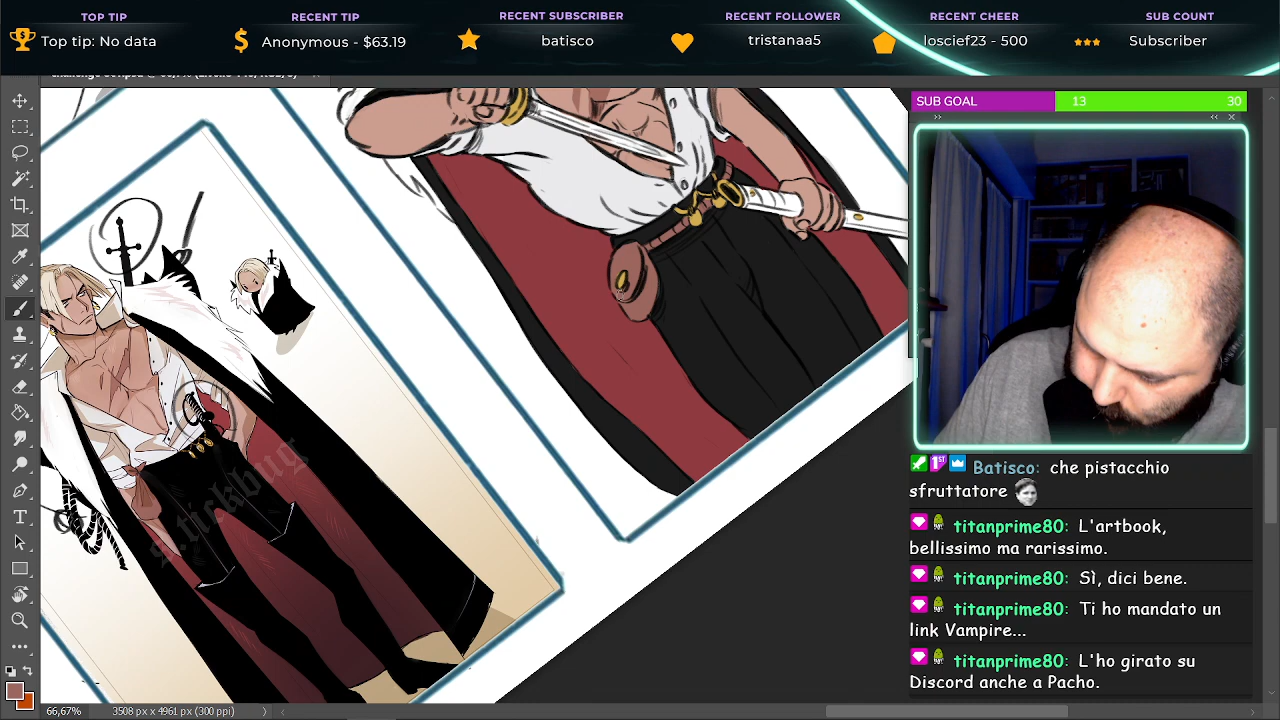 TOP TIP
Top tip: No data
RECENT TIP
Anonymous - $63.19
RECENT SUBSCRIBER
batisco
RECENT FOLLOWER
tristanaa5
RECENT CHEER
loscief23 - 500
SUB COUNT
Subscriber
SUB GOAL 13 30
Batisco: che pistacchio
sfruttatore
titanprime80: L'artbook,
bellissimo ma rarissimo.
titanprime80: Sì, dici bene.
titanprime80: Ti ho mandato un
link Vampire...
titanprime80: L'ho girato su
Discord anche a Pacho.
s.tickbug
66,67% 3508 px x 4961 px (300 ppi)